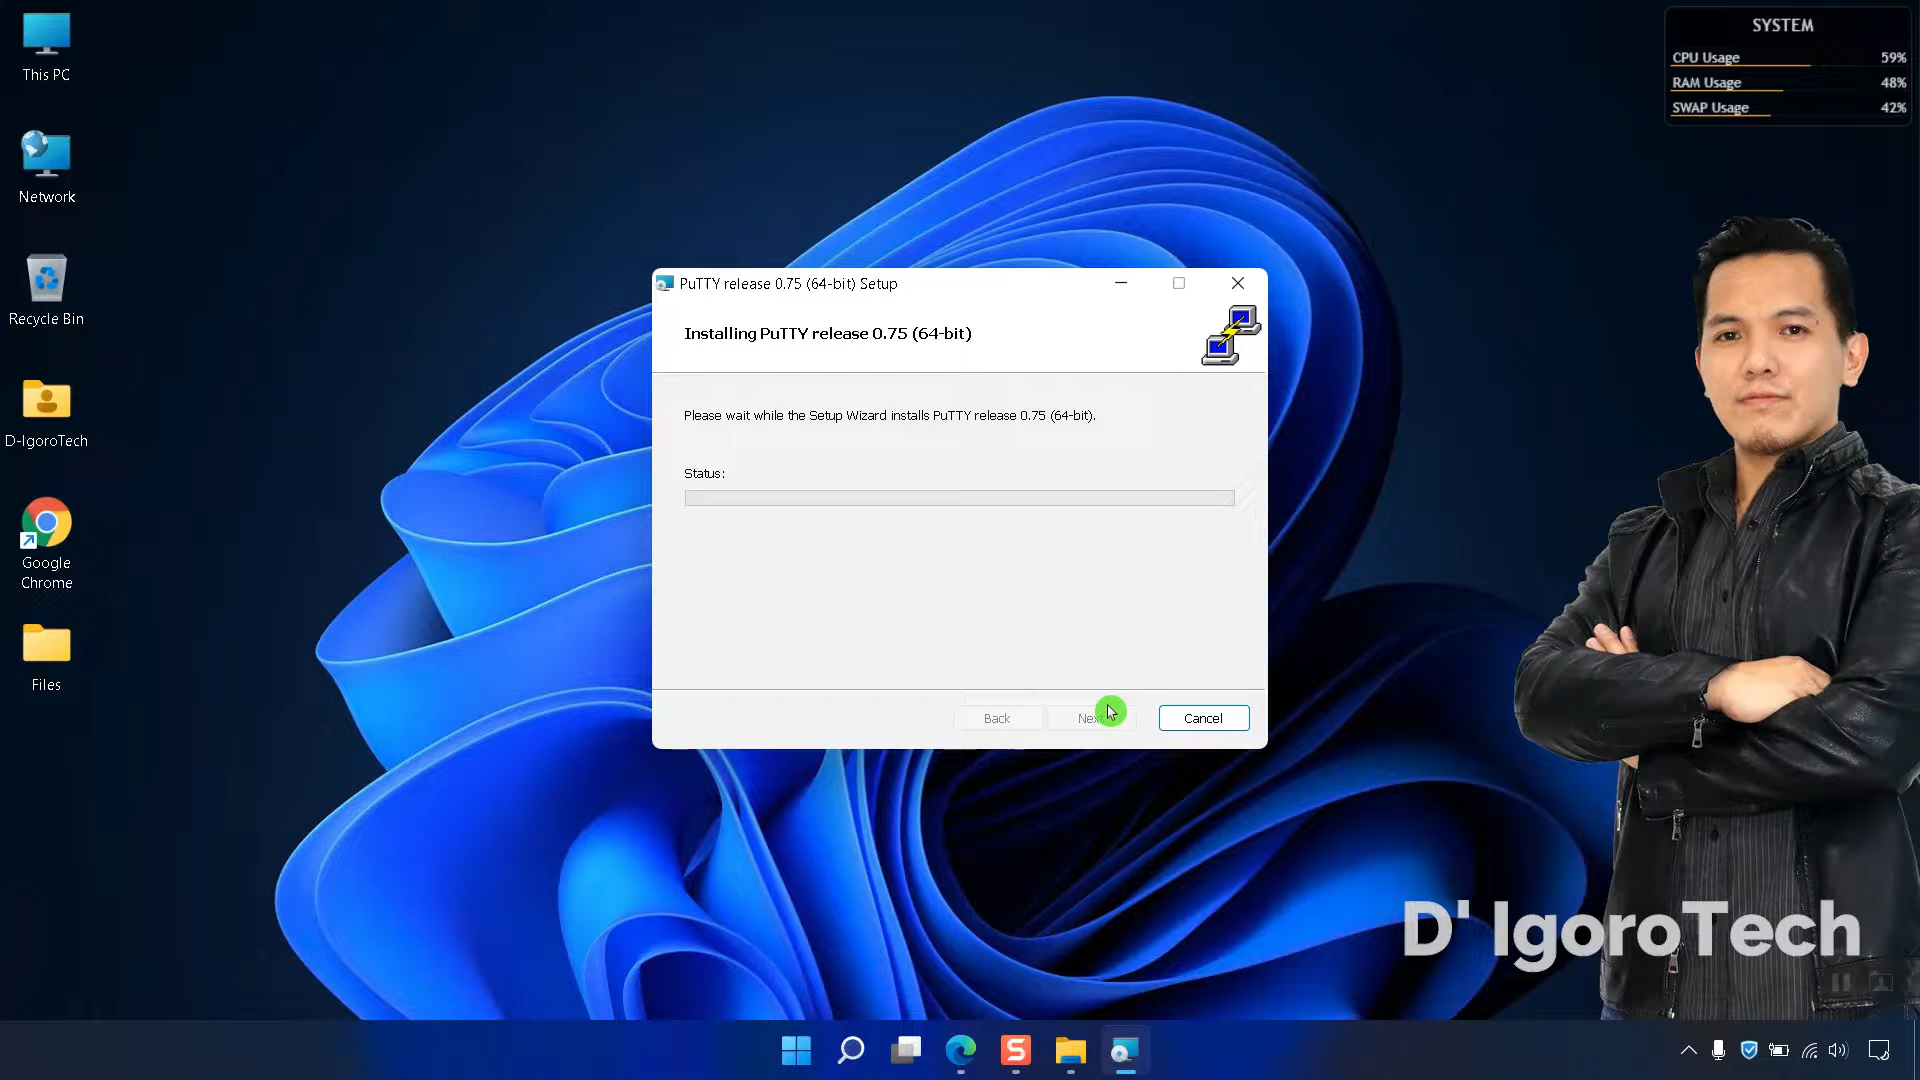 This PC
Network
Recycle Bin
D-IgoroTech
Google
Chrome
Files
PuTTY release 0.75 (64-bit) Setup
Installing PuTTY release 0.75 (64-bit)
Please wait while the Setup Wizard installs PuTTY release 0.75 (64-bit).
Status:
Back
Next
Cancel
SYSTEM
CPU Usage 59%
RAM Usage 48%
SWAP Usage 42%
D' IgoroTech